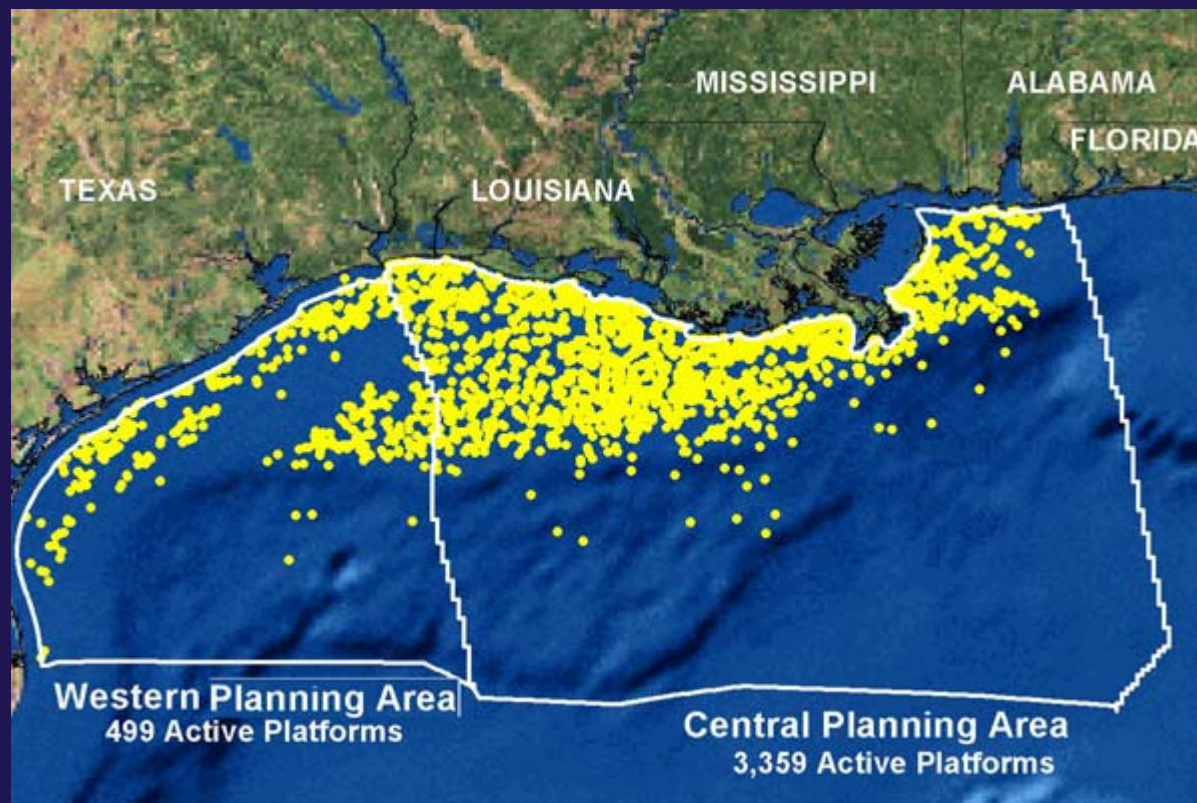 MISSISSIPPI
ALABAMA
FLORIDA
TEXAS
LOUISIANA
Western Planning Area
499 Active Platforms
Central Planning Area
3,359 Active Platforms